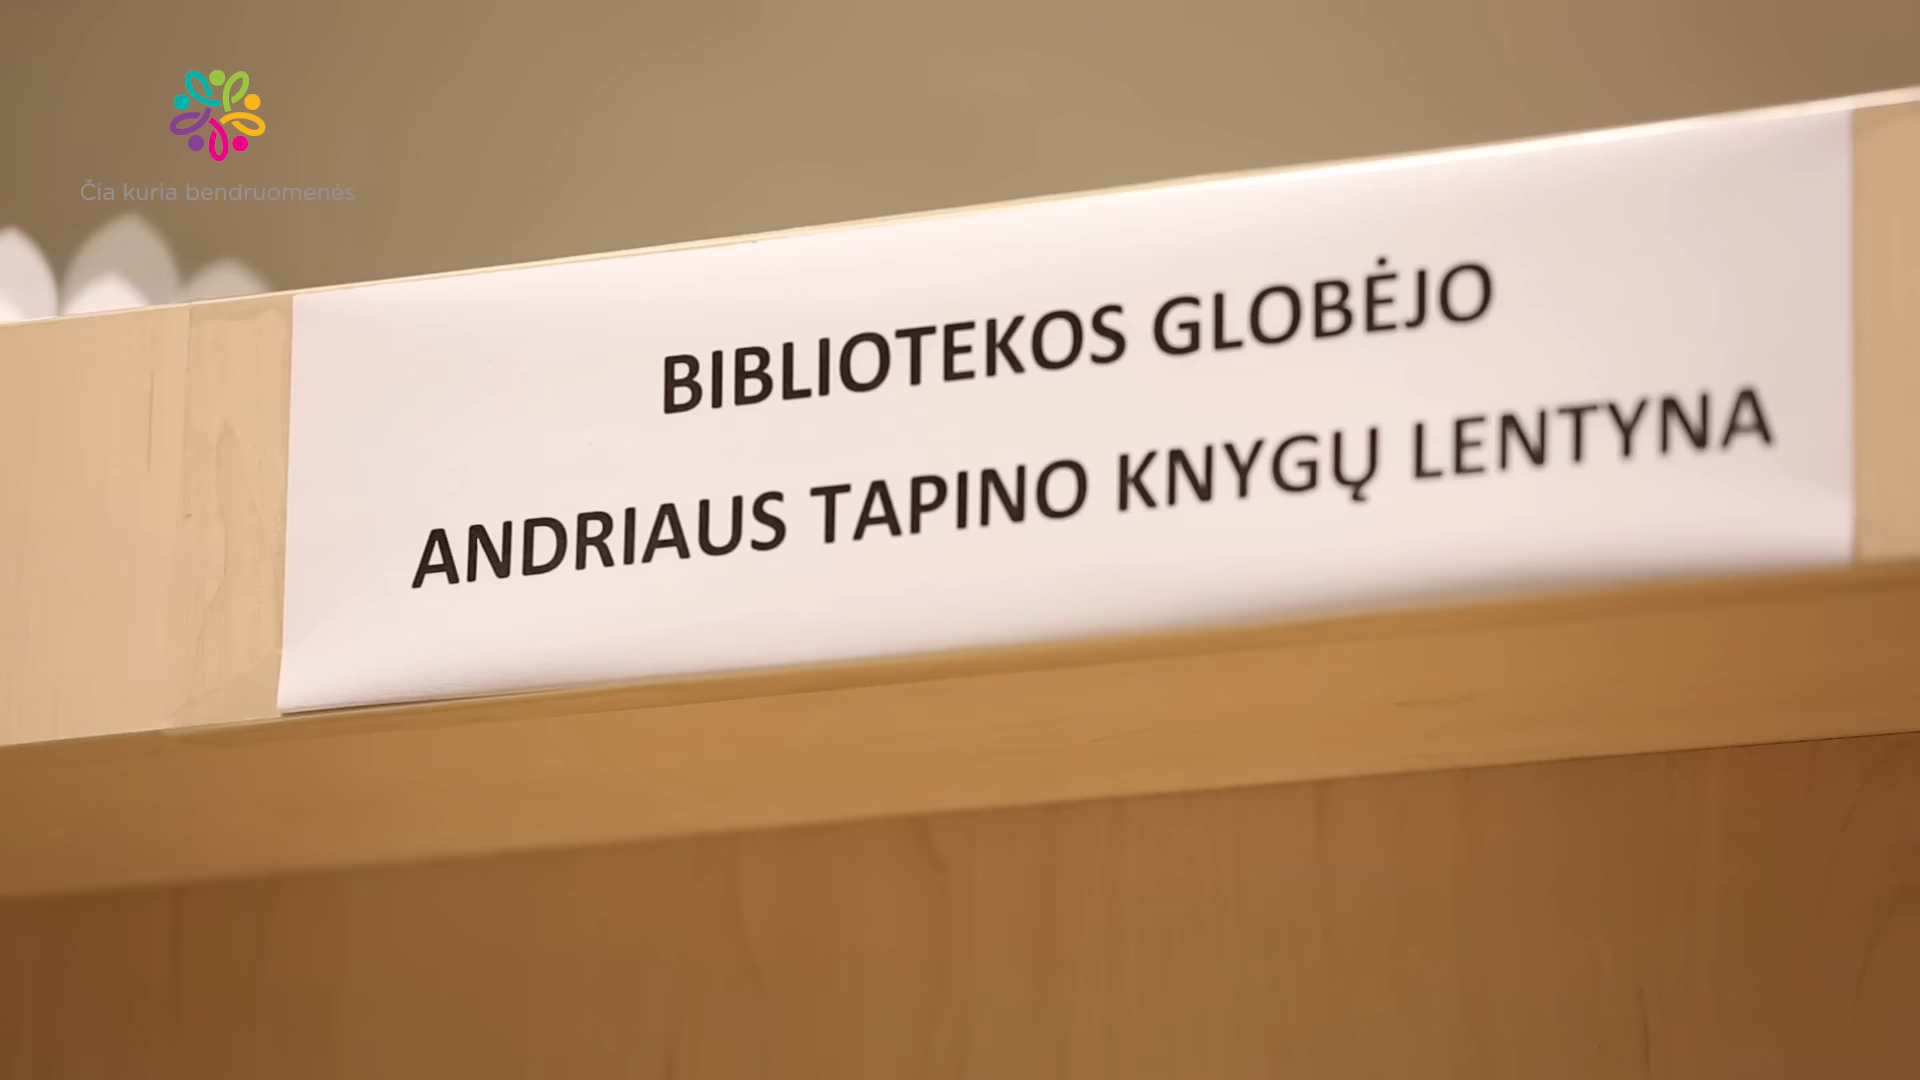 Čia kuria bendruomenės
BIBLIOTEKOS GLOBĖJO
ANDRIAUS TAPINO KNYGŲ LENTYNA